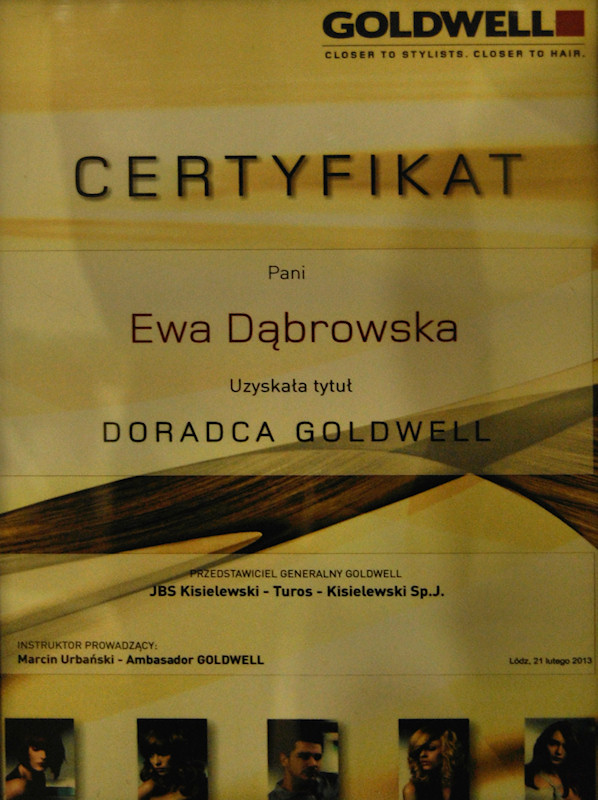 GOLDWELL
CLOSER TO STYLISTS. CLOSER TO HAIR.
CERTYFIKAT
Pani
Ewa Dąbrowska
Uzyskała tytuł
DORADCA GOLDWELL
PRZEDSTAWICIEL GENERALNY GOLDWELL
JBS Kisielewski - Turos - Kisielewski Sp.J.
INSTRUKTOR PROWADZĄCY:
Marcin Urbański - Ambasador GOLDWELL
Łódz, 21 lutego 2013